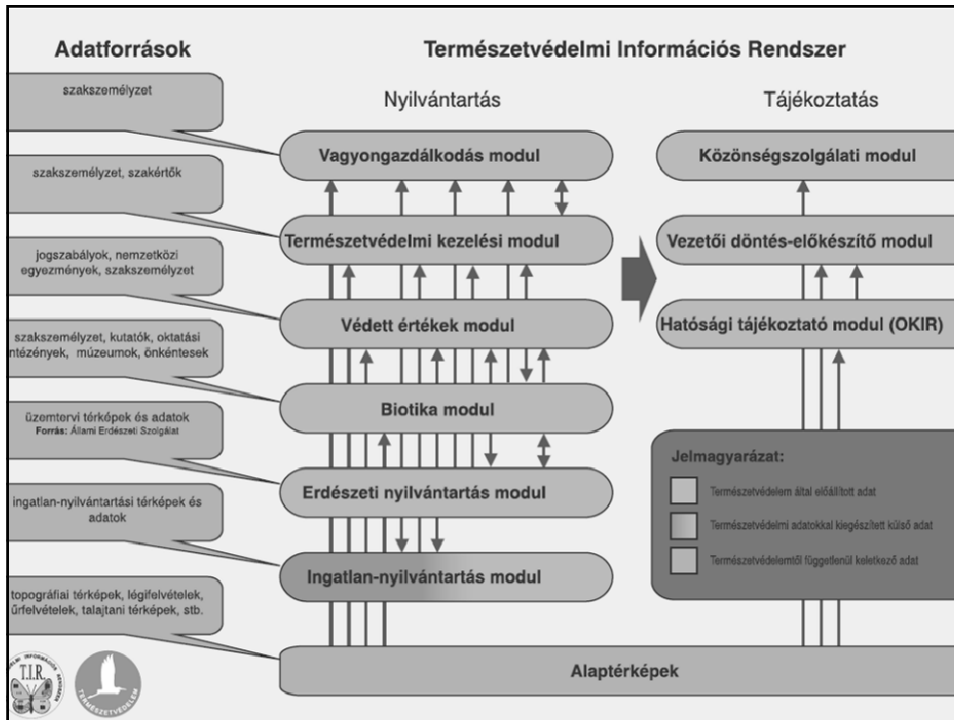 Adatforrások
Természetvédelmi Információs Rendszer
Nyilvántartás
Tájékoztatás
szakszemélyzet
szakszemélyzet, szakértők
jogszabályok, nemzetközi
egyezmények, szakszemélyzet
szakszemélyzet, kutatók, oktatási
ntézények, múzeumok, önkéntesek
üzemtervi térképek és adatok
Forrás: Állami Erdészeti Szolgálat
ingatlan-nyilvántartási térképek és
adatok
topográfiai térképek, légifelvételek,
űrfelvételek, talajtani térképek, stb.
Vagyongazdálkodás modul
Természetvédelmi kezelési modul
Védett értékek modul
Biotika modul
Erdészeti nyilvántartás modul
Ingatlan-nyilvántartás modul
Alaptérképek
Közönségszolgálati modul
Vezetői döntés-előkészítő modul
Hatósági tájékoztató modul (OKIR)
Jelmagyarázat:
Természetvédelem által előállított adat
Természetvédelmi adatokkal kiegészített külső adat
Természetvédelemtől függetlenül keletkező adat
T.I.R.
TERMÉSZETVÉDELEM